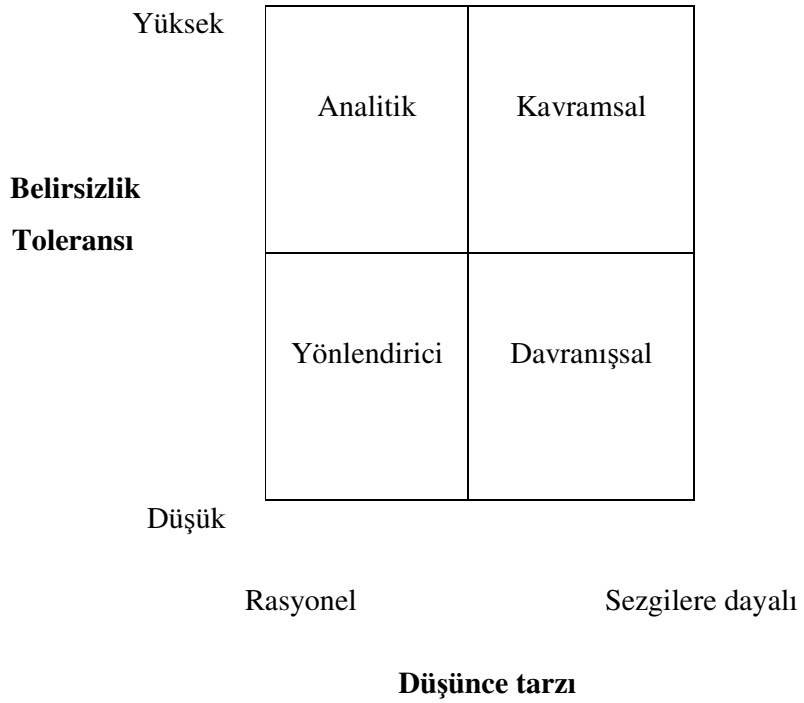 Yüksek
Analitik Kavramsal
Belirsizlik
Toleransı
Yönlendirici Davranışsal
Düşük
Rasyonel Sezgilere dayalı
Düşünce tarzı